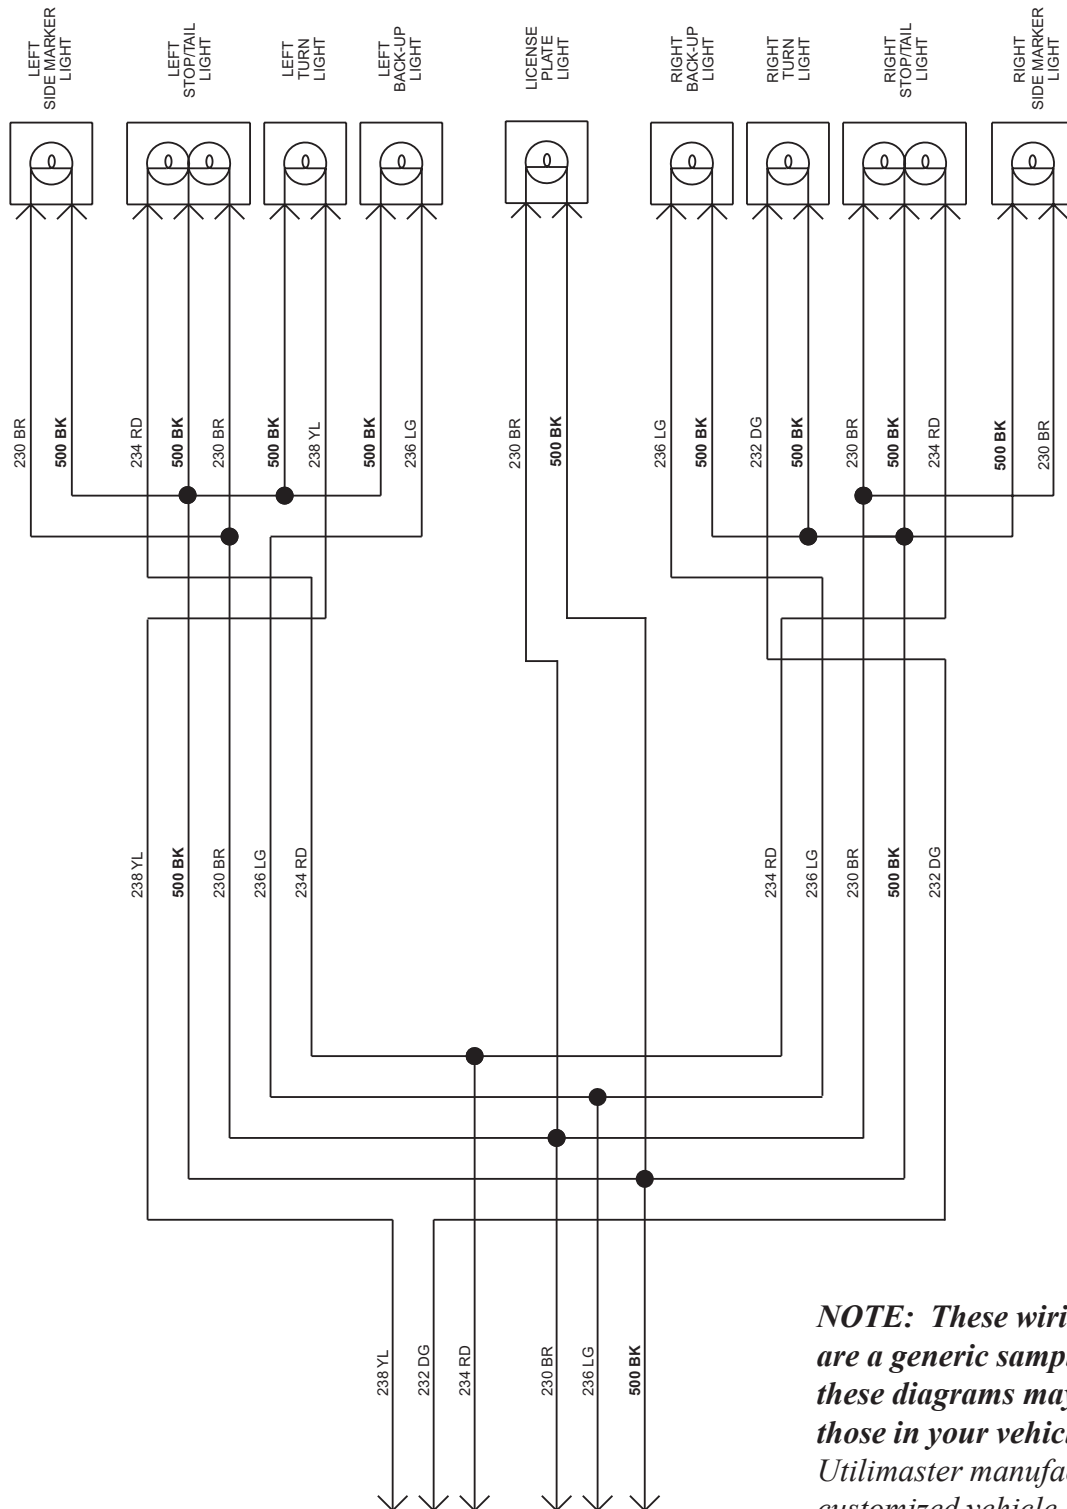 LEFT
SIDE MARKER
LIGHT
LEFT
STOP/TAIL
LIGHT
LEFT
TURN
LIGHT
LEFT
BACK-UP
LIGHT
LICENSE
PLATE
LIGHT
RIGHT
BACK-UP
LIGHT
RIGHT
TURN
LIGHT
RIGHT
STOP/TAIL
LIGHT
RIGHT
SIDE MARKER
LIGHT
230 BR
500 BK
234 RD
500 BK
230 BR
500 BK
238 YL
500 BK
236 LG
230 BR
500 BK
236 LG
500 BK
232 DG
500 BK
230 BR
500 BK
234 RD
500 BK
230 BR
238 YL
500 BK
230 BR
236 LG
234 RD
234 RD
236 LG
230 BR
500 BK
232 DG
238 YL
232 DG
234 RD
230 BR
236 LG
500 BK
NOTE: These wiri
are a generic samp
these diagrams may
those in your vehicl
Utilimaster manufac
customized vehicle